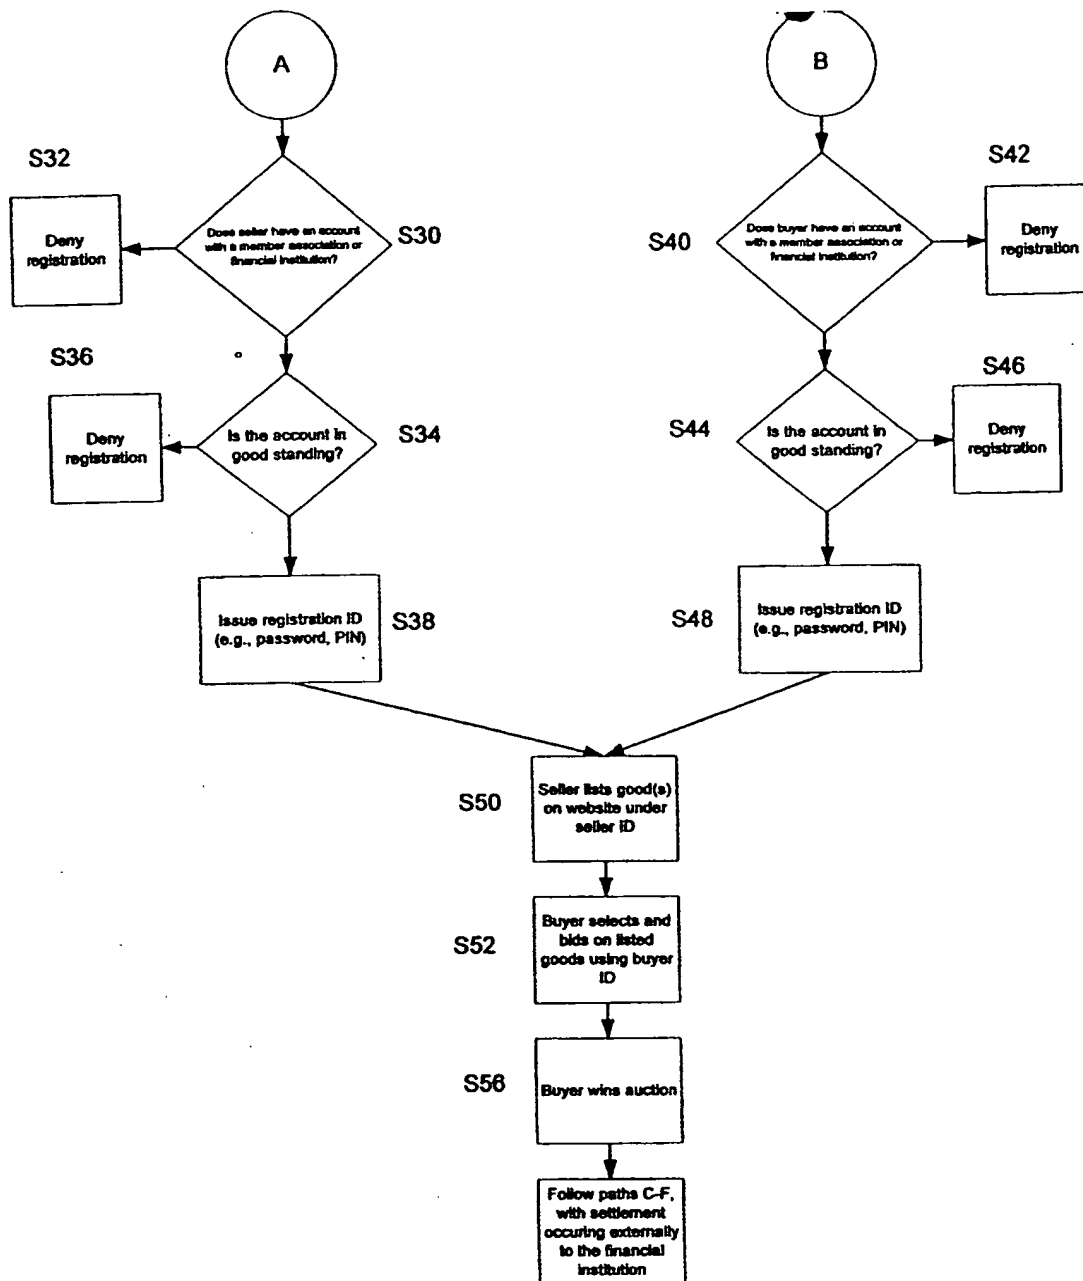 A
B
S32
S42
Deny
registration
Does seller have an account
with a member association or
financial institution?
S30
S40
Does buyer have an account
with a member association or
financial institution?
Deny
registration
S36
S46
Deny
registration
Is the account in
good standing?
S34
S44
Is the account in
good standing?
Deny
registration
Issue registration ID
(e.g., password, PIN)
S38
S48
Issue registration ID
(e.g., password, PIN)
S50
Seller lists good(s)
on website under
seller ID
S52
Buyer selects and
bids on listed
goods using buyer
ID
S56
Buyer wins auction
Follow paths C-F,
with settlement
occuring externally
to the financial
institution